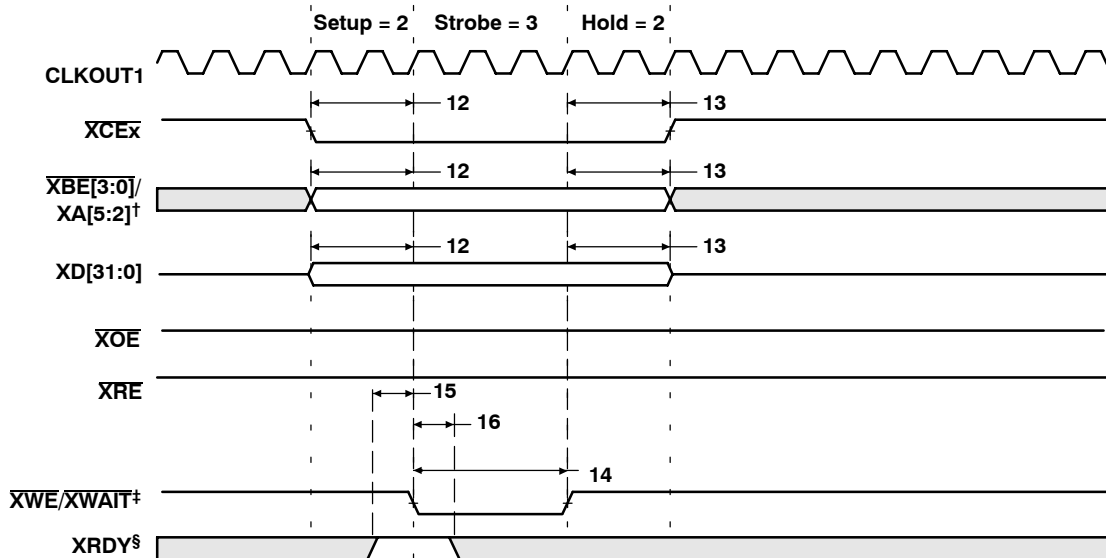 Setup = 2 Strobe = 3 Hold = 2
CLKOUT1
12 13
XCEx
12 13
XBE[3:0]/
XA[5:2]†
12 13
XD[31:0]
XOE
XRE
15
16
14
XWE/XWAIT‡
XRDY§